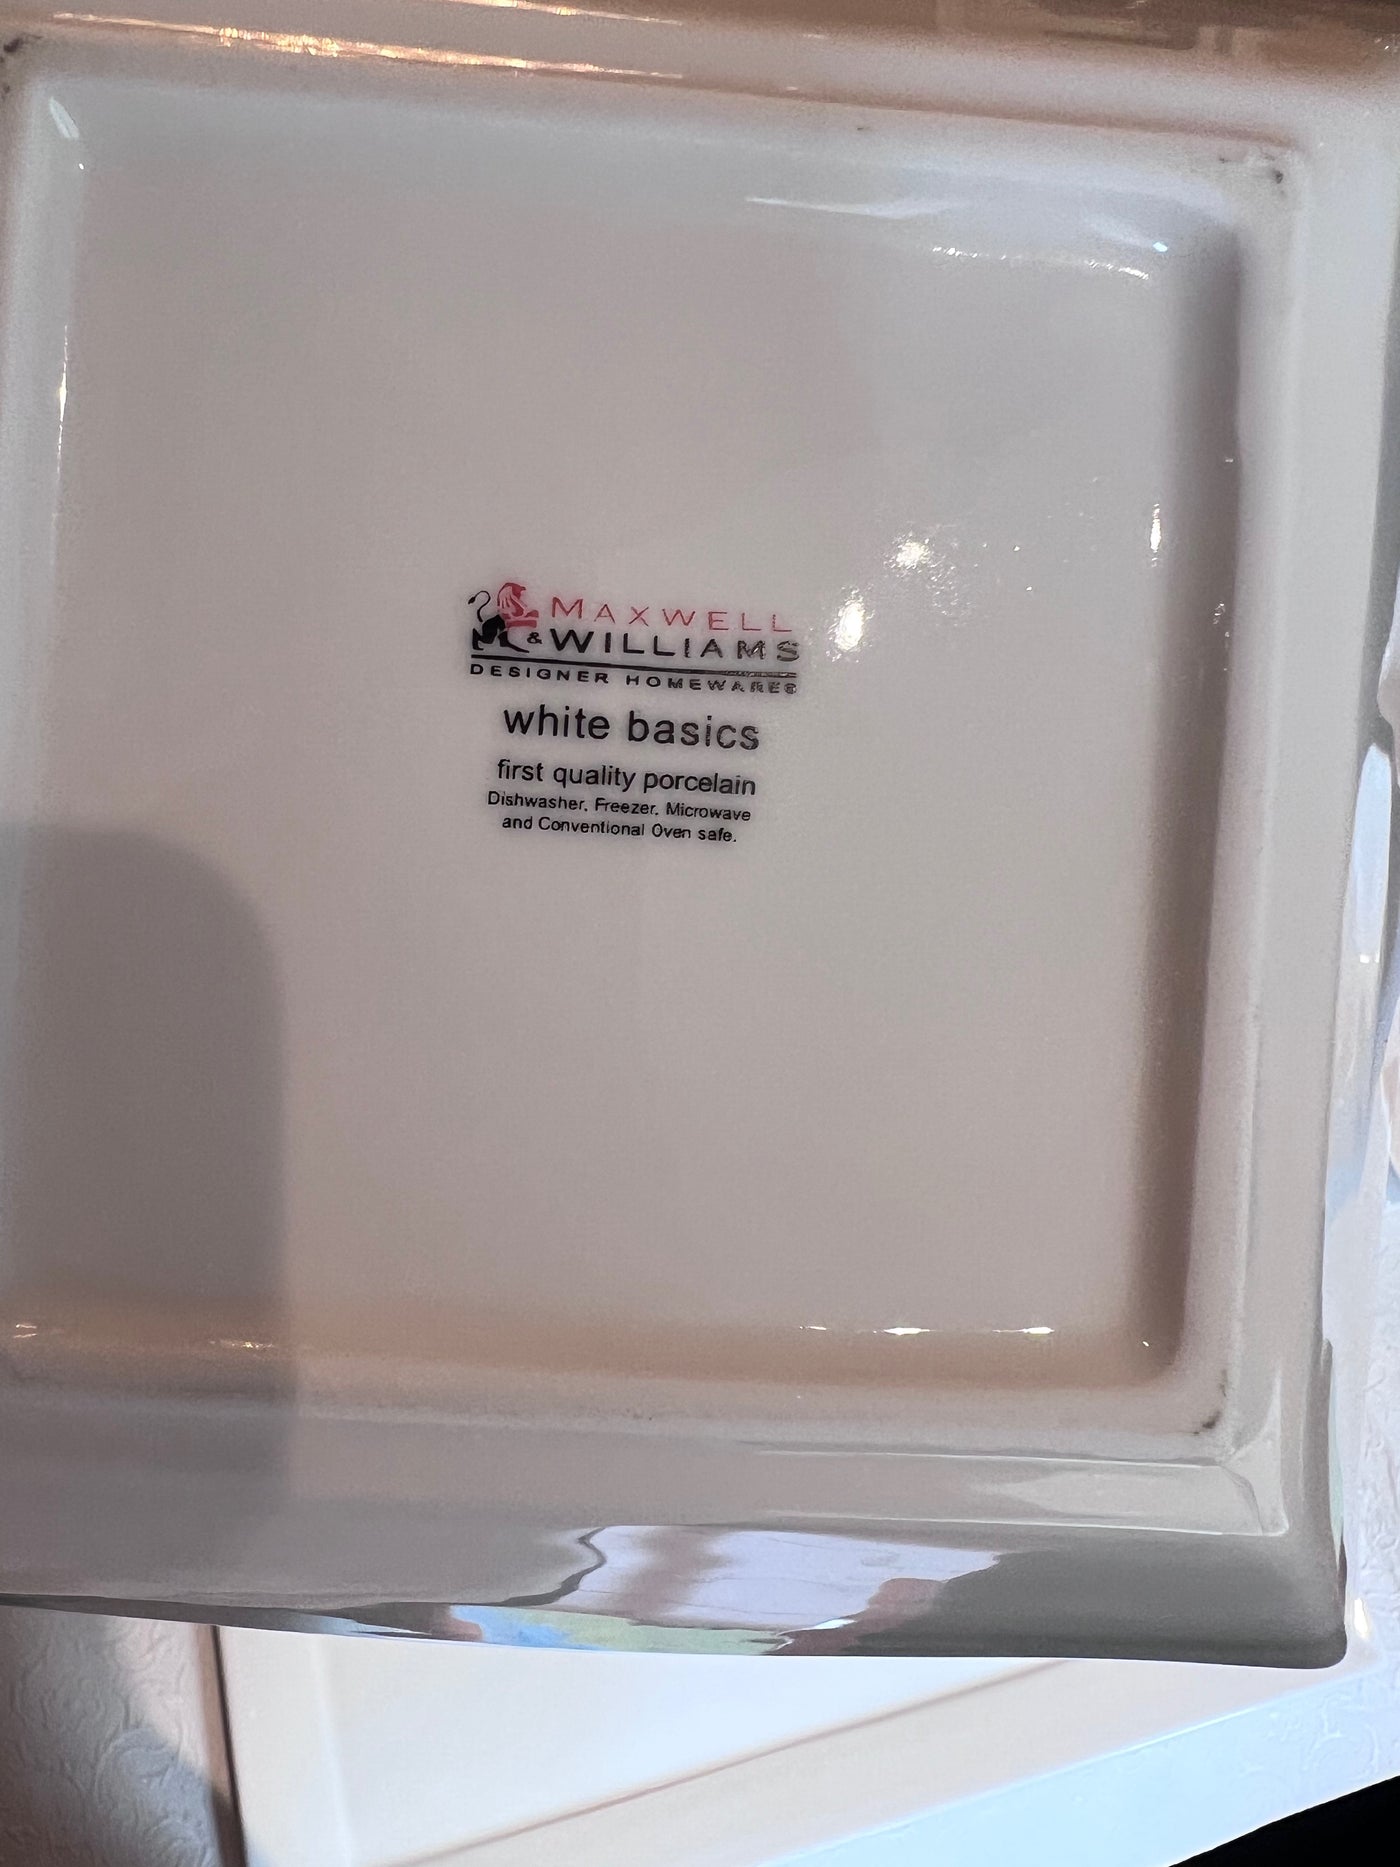 MAXWELL
& WILLIAMS
DESIGNER HOMEWARES
white basics
first quality porcelain
Dishwasher, Freezer, Microwave
and Conventional Oven safe.